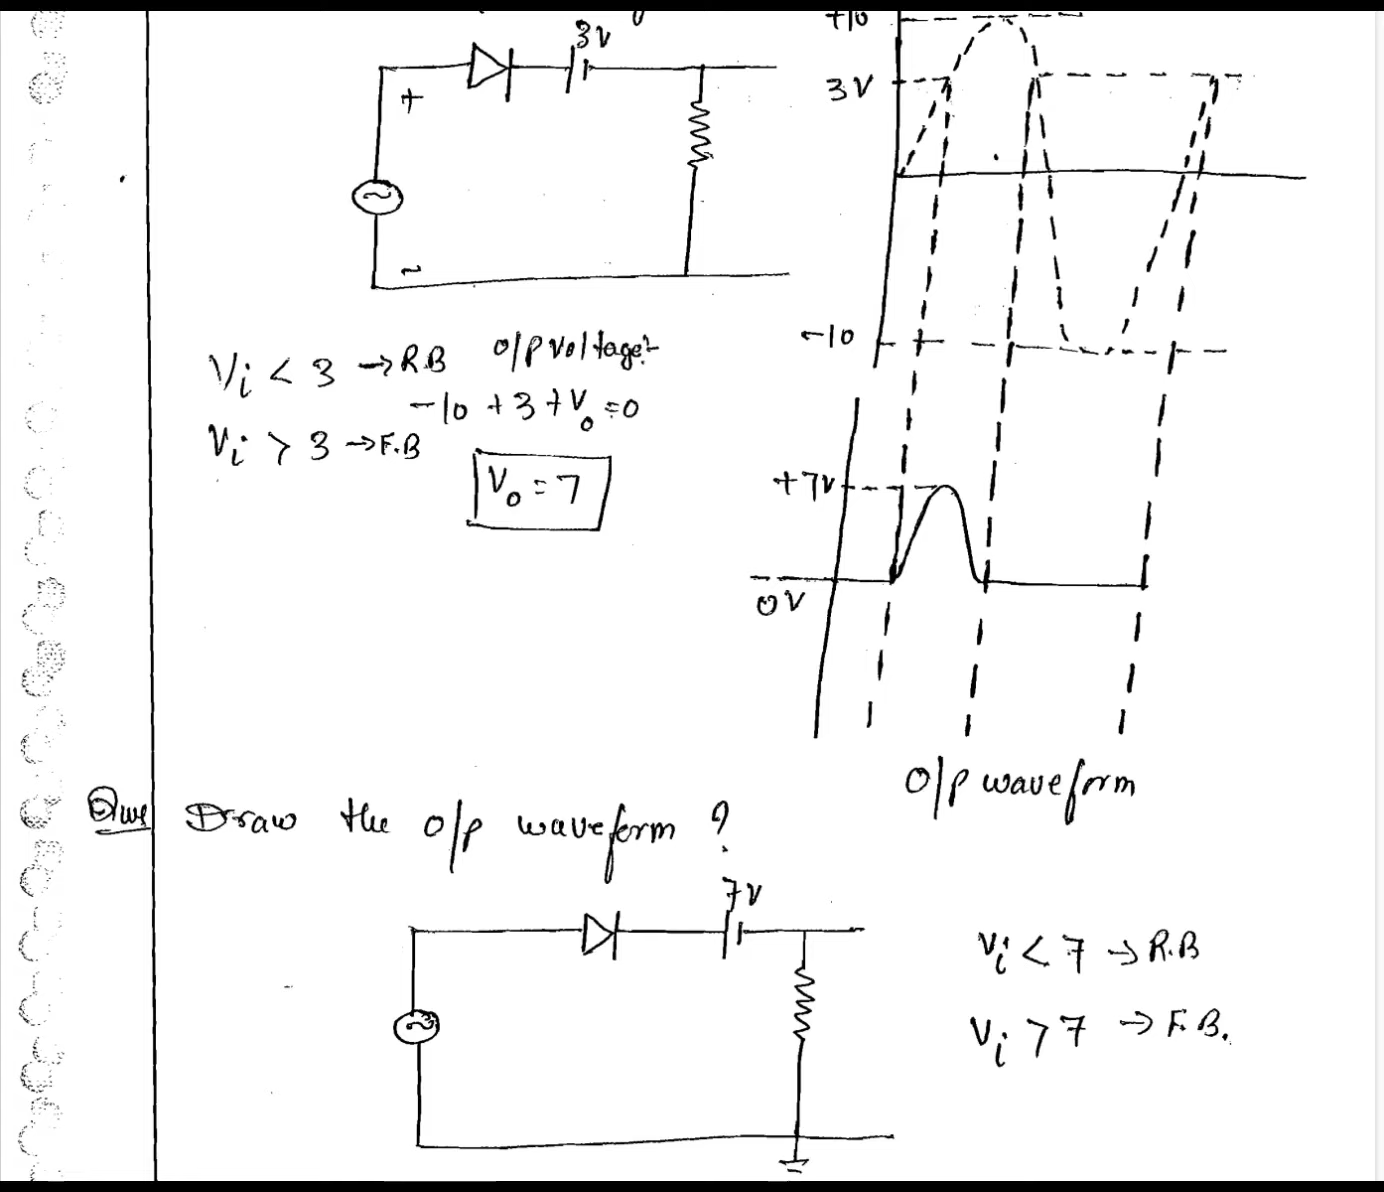 3V
+
~
~
+10
3V
-10
Vi < 3 → R.B
o/p voltage:-
-10 + 3 + Vo = 0
Vi > 3 → F.B
Vo = 7
+7V
0V
o/p waveform
Que Draw the o/p waveform ?
7V
~
Vi < 7 → R.B
Vi > 7 → F.B.